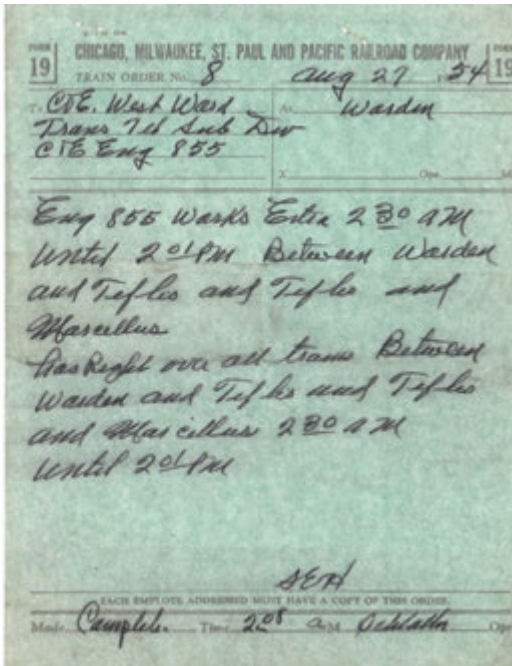 FORM
19
CHICAGO, MILWAUKEE, ST. PAUL AND PACIFIC RAILROAD COMPANY
FORM
19
TRAIN ORDER No. 8 Aug 27 1954
To C&E. West Ward At Warden
Trans 7th Sub Div
C&E Eng 855
X Opr. M
Eng 855 Works Extra 2 30 AM
Until 2 01 PM Between Warden
and Tiflis and Tiflis and
Marcellus
has Right over all trans Between
Warden and Tiflis and Tiflis
and Marcellus 2 30 AM
Until 2 01 PM
EACH EMPLOYE ADDRESSED MUST HAVE A COPY OF THIS ORDER.
Made Complete Time 2 08 AM Opr.